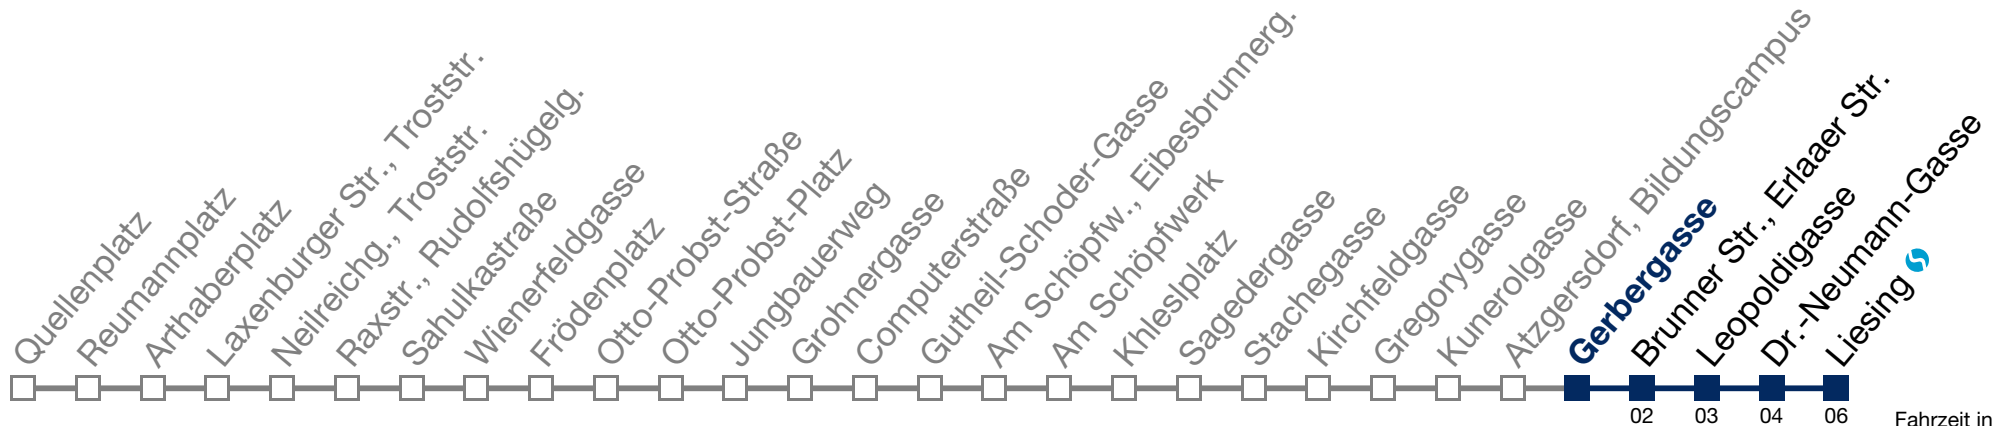 Quellenplatz
Reumannplatz
Arthaberplatz
Laxenburger Str., Troststr.
Neilreichg., Troststr.
Raxstr., Rudolfshügelg.
Sahulkastraße
Wienerfeldgasse
Frödenplatz
Otto-Probst-Straße
Otto-Probst-Platz
Jungbauerweg
Grohnergasse
Computerstraße
Gutheil-Schoder-Gasse
Am Schöpfw., Eibesbrunnerg.
Am Schöpfwerk
Khleslplatz
Sagedergasse
Stachegasse
Kirchfeldgasse
Gregorygasse
Kunerolgasse
Atzgersdorf, Bildungscampus
Gerbergasse
Brunner Str., Erlaaer Str.
Leopoldigasse
Dr.-Neumann-Gasse
Liesing
02 03 04 06
Fahrzeit in